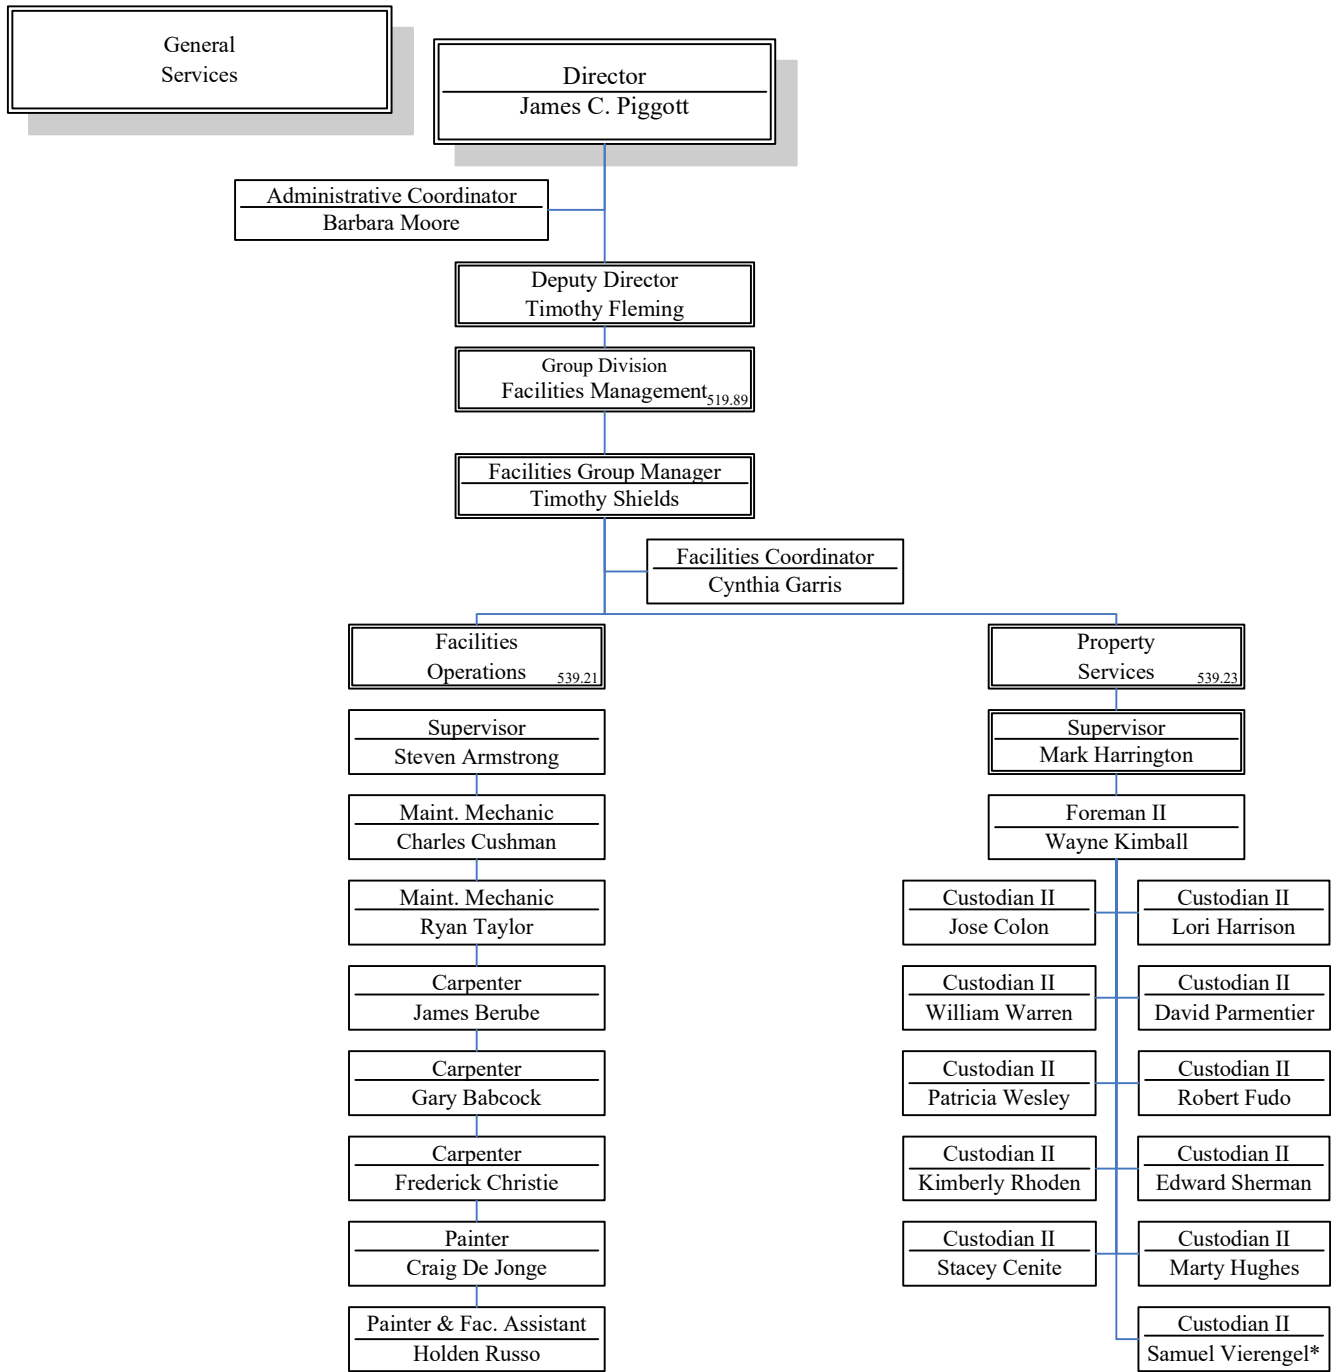 General
Services
Director
James C. Piggott
Administrative Coordinator
Barbara Moore
Deputy Director
Timothy Fleming
Group Division
Facilities Management 519.89
Facilities Group Manager
Timothy Shields
Facilities Coordinator
Cynthia Garris
Facilities
Operations 539.21
Supervisor
Steven Armstrong
Maint. Mechanic
Charles Cushman
Maint. Mechanic
Ryan Taylor
Carpenter
James Berube
Carpenter
Gary Babcock
Carpenter
Frederick Christie
Painter
Craig De Jonge
Painter & Fac. Assistant
Holden Russo
Property
Services 539.23
Supervisor
Mark Harrington
Foreman II
Wayne Kimball
Custodian II
Jose Colon
Custodian II
Lori Harrison
Custodian II
William Warren
Custodian II
David Parmentier
Custodian II
Patricia Wesley
Custodian II
Robert Fudo
Custodian II
Kimberly Rhoden
Custodian II
Edward Sherman
Custodian II
Stacey Cenite
Custodian II
Marty Hughes
Custodian II
Samuel Vierengel*